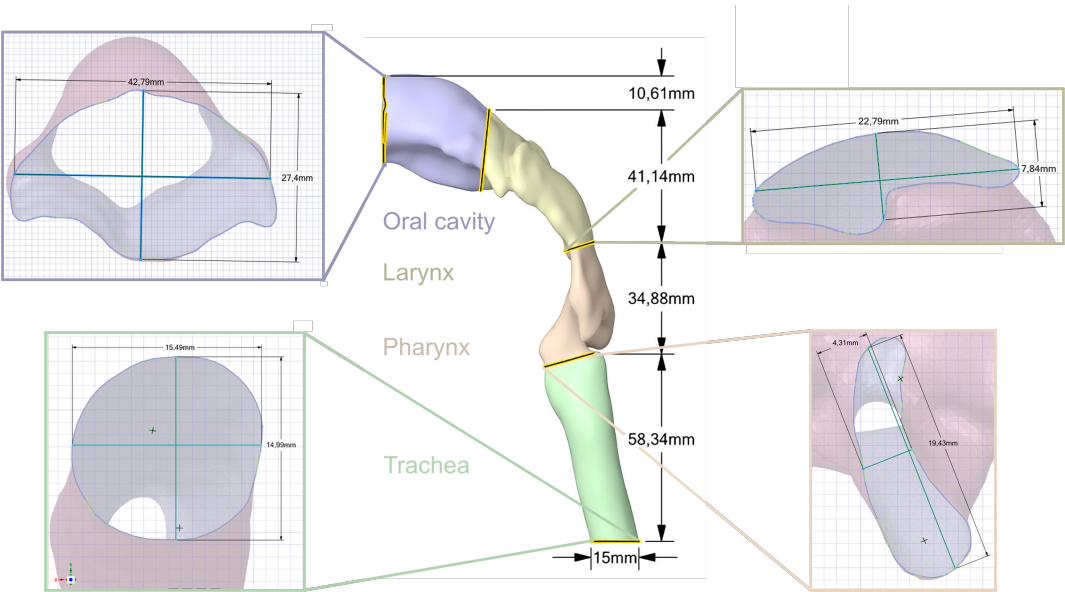 42,79mm
27,4mm
10,61mm
41,14mm
34,88mm
58,34mm
15mm
Oral cavity
Larynx
Pharynx
Trachea
22,79mm
7,84mm
15,49mm
14,99mm
4,31mm
19,43mm